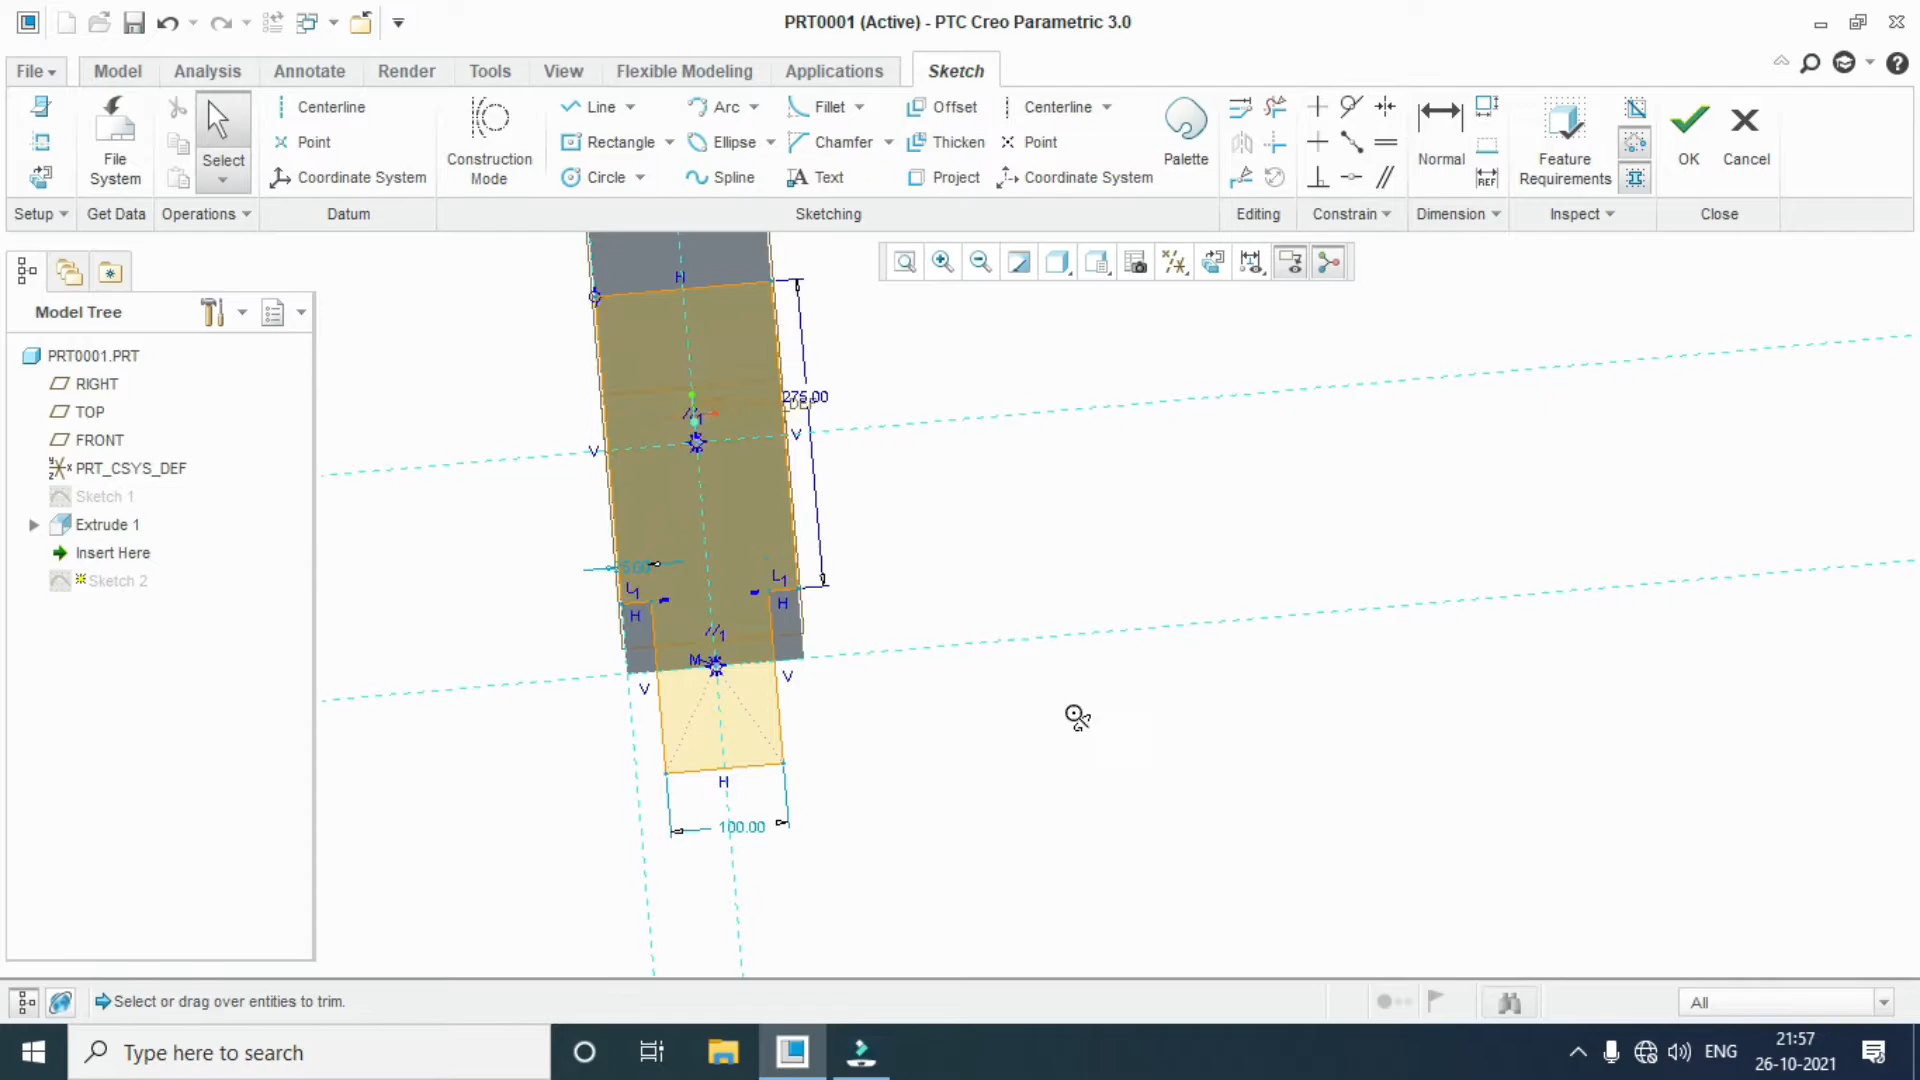 PRT0001 (Active) - PTC Creo Parametric 3.0
File Model Analysis Annotate Render Tools View Flexible Modeling Applications Sketch
Centerline Line Arc Fillet Offset Centerline
Point Rectangle Ellipse Chamfer Thicken Point
Coordinate System Circle Spline Text Project Coordinate System
File System
Select
Construction Mode
Palette
Normal
REF
Feature Requirements
OK
Cancel
Setup Get Data Operations Datum Sketching Editing Constrain Dimension Inspect Close
Model Tree
PRT0001.PRT
RIGHT
TOP
FRONT
PRT_CSYS_DEF
Sketch 1
Extrude 1
Insert Here
Sketch 2
H
275.00
V
V
//1
L1
L1
H
H
//1
M
V
V
H
100.00
Select or drag over entities to trim.
All
Type here to search
ENG
21:57
26-10-2021